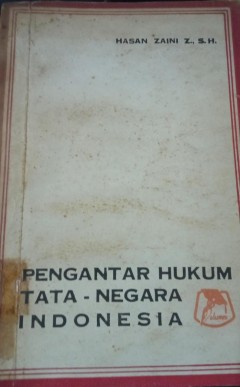 HASAN ZAINI Z., S.H.
PENGANTAR HUKUM
TATA - NEGARA
INDONESIA